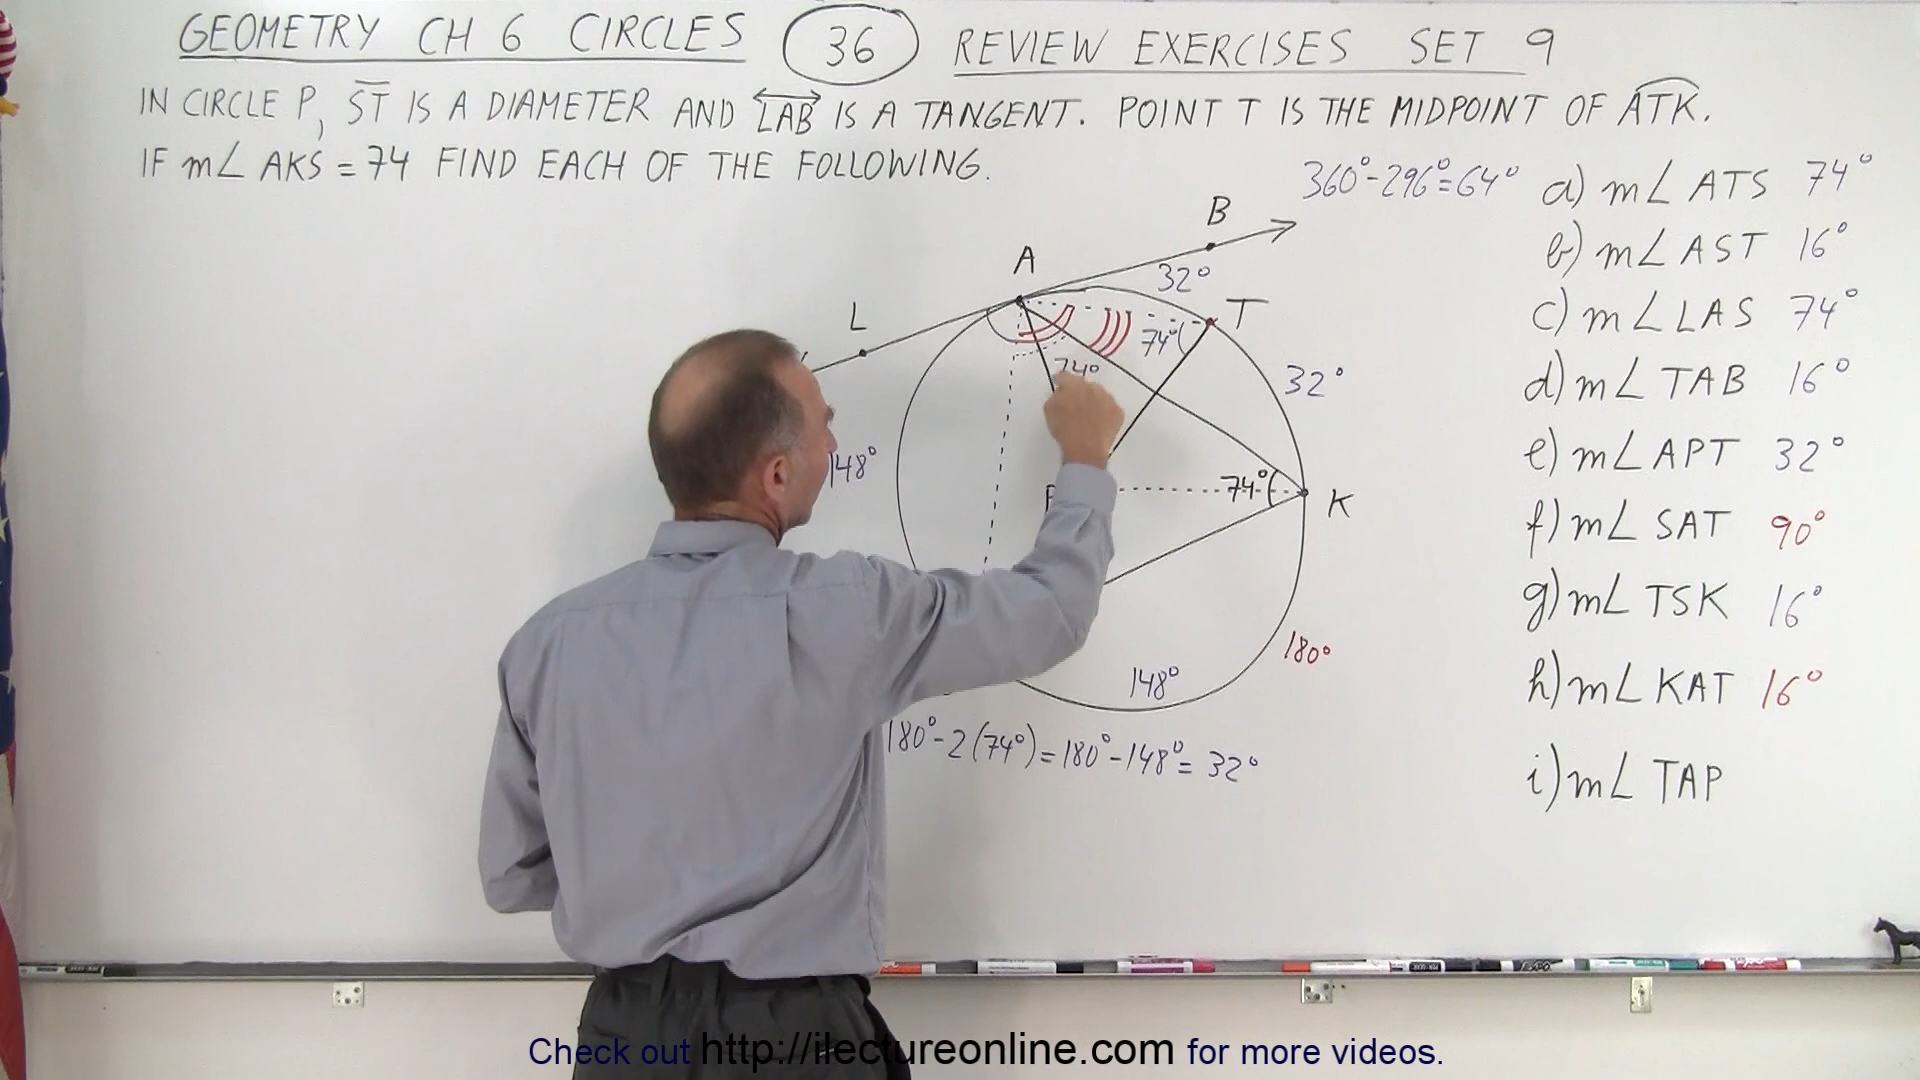 GEOMETRY CH 6 CIRCLES 36 REVIEW EXERCISES SET 9
IN CIRCLE P, ST IS A DIAMETER AND LAB IS A TANGENT. POINT T IS THE MIDPOINT OF ATK.
IF m∠ AKS = 74 FIND EACH OF THE FOLLOWING.
360° - 296° = 64°
a) m∠ ATS 74°
b) m∠ AST 16°
c) m∠ LAS 74°
d) m∠ TAB 16°
e) m∠ APT 32°
f) m∠ SAT 90°
g) m∠ TSK 16°
h) m∠ KAT 16°
i) m∠ TAP
B
A
32°
L
T
74°
74°
32°
148°
74°
K
P
180°
148°
180° - 2(74°) = 180° - 148° = 32°
Check out http://ilectureonline.com for more videos.